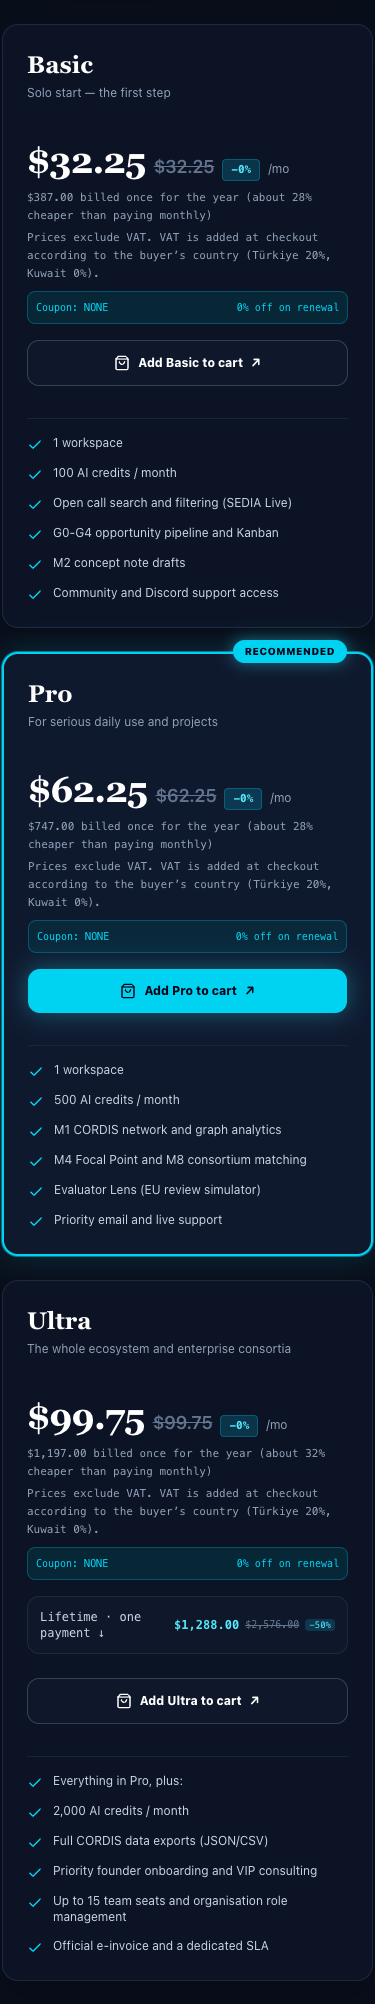 Basic
Solo start — the first step
$32.25 $32.25 −0% /mo
$387.00 billed once for the year (about 28%
cheaper than paying monthly)
Prices exclude VAT. VAT is added at checkout
according to the buyer’s country (Türkiye 20%,
Kuwait 0%).
Coupon: NONE 0% off on renewal
Add Basic to cart ↗
1 workspace
100 AI credits / month
Open call search and filtering (SEDIA Live)
G0-G4 opportunity pipeline and Kanban
M2 concept note drafts
Community and Discord support access
RECOMMENDED
Pro
For serious daily use and projects
$62.25 $62.25 −0% /mo
$747.00 billed once for the year (about 28%
cheaper than paying monthly)
Prices exclude VAT. VAT is added at checkout
according to the buyer’s country (Türkiye 20%,
Kuwait 0%).
Coupon: NONE 0% off on renewal
Add Pro to cart ↗
1 workspace
500 AI credits / month
M1 CORDIS network and graph analytics
M4 Focal Point and M8 consortium matching
Evaluator Lens (EU review simulator)
Priority email and live support
Ultra
The whole ecosystem and enterprise consortia
$99.75 $99.75 −0% /mo
$1,197.00 billed once for the year (about 32%
cheaper than paying monthly)
Prices exclude VAT. VAT is added at checkout
according to the buyer’s country (Türkiye 20%,
Kuwait 0%).
Coupon: NONE 0% off on renewal
Lifetime · one
payment ↓
$1,288.00 $2,576.00 −50%
Add Ultra to cart ↗
Everything in Pro, plus:
2,000 AI credits / month
Full CORDIS data exports (JSON/CSV)
Priority founder onboarding and VIP consulting
Up to 15 team seats and organisation role
management
Official e-invoice and a dedicated SLA